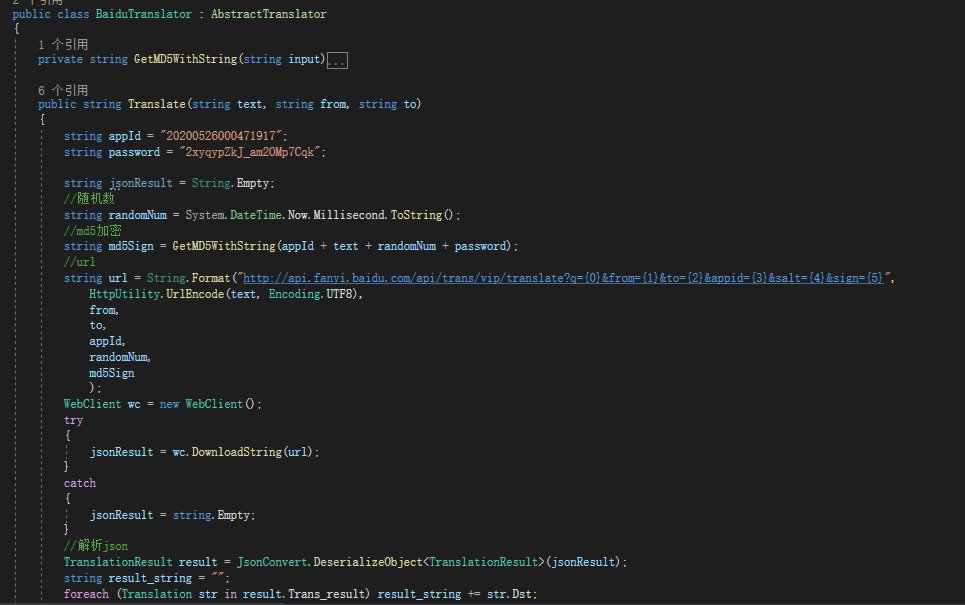 2 个引用
public class BaiduTranslator : AbstractTranslator
{
1 个引用
private string GetMD5WithString(string input)...
6 个引用
public string Translate(string text, string from, string to)
{
string appId = "20200526000471917";
string password = "2xyqypZkJ_am2OMp7Cqk";
string jsonResult = String.Empty;
//随机数
string randomNum = System.DateTime.Now.Millisecond.ToString();
//md5加密
string md5Sign = GetMD5WithString(appId + text + randomNum + password);
//url
string url = String.Format("http://api.fanyi.baidu.com/api/trans/vip/translate?q={0}&from={1}&to={2}&appid={3}&salt={4}&sign={5}",
HttpUtility.UrlEncode(text, Encoding.UTF8),
from,
to,
appId,
randomNum,
md5Sign
);
WebClient wc = new WebClient();
try
{
jsonResult = wc.DownloadString(url);
}
catch
{
jsonResult = string.Empty;
}
//解析json
TranslationResult result = JsonConvert.DeserializeObject<TranslationResult>(jsonResult);
string result_string = "";
foreach (Translation str in result.Trans_result) result_string += str.Dst;